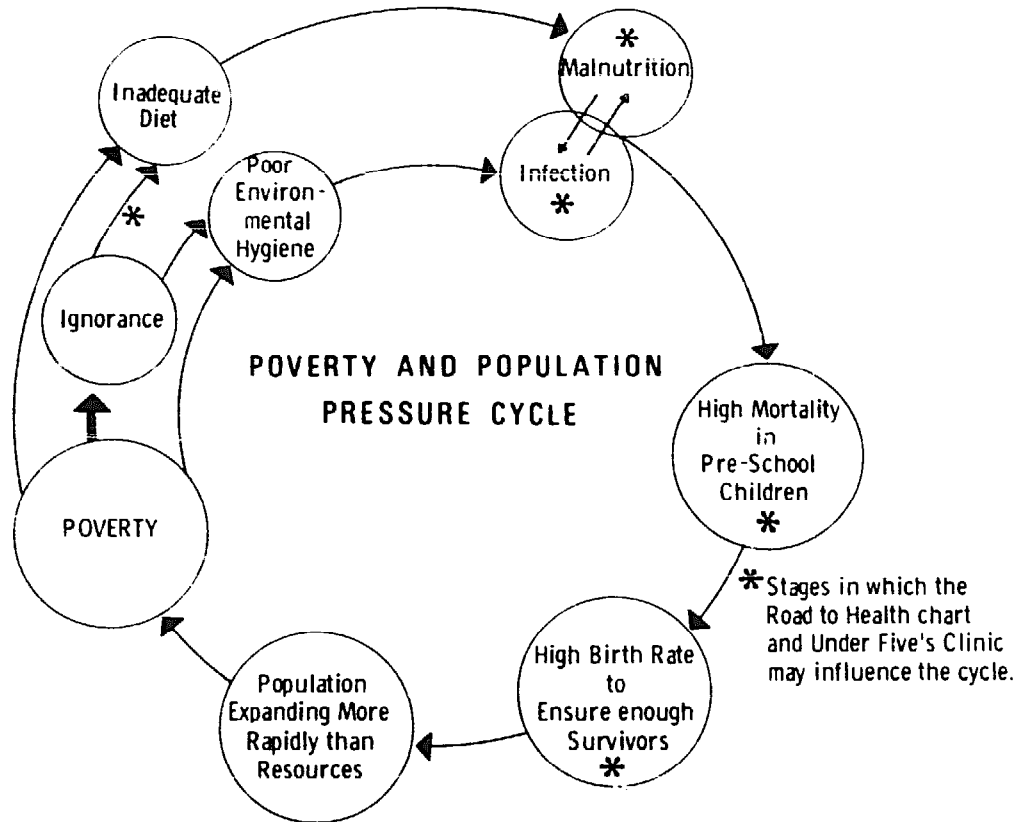 *
Malnutrition
Inadequate
Diet
Poor
Environ-
mental
Hygiene
Infection
*
*
Ignorance
POVERTY AND POPULATION
PRESSURE CYCLE
High Mortality
in
Pre-School
Children
*
POVERTY
* Stages in which the
Road to Health chart
and Under Five's Clinic
may influence the cycle.
High Birth Rate
to
Ensure enough
Survivors
*
Population
Expanding More
Rapidly than
Resources